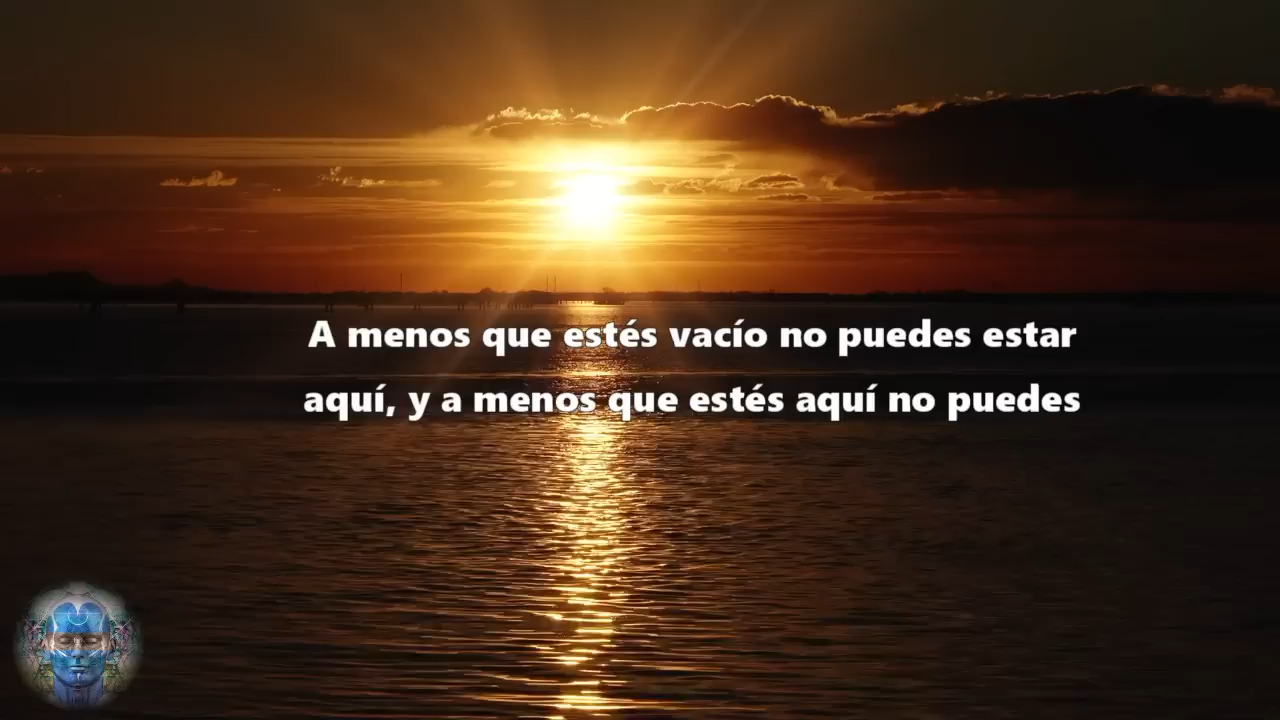 A menos que estés vacío no puedes estar
aquí, y a menos que estés aquí no puedes